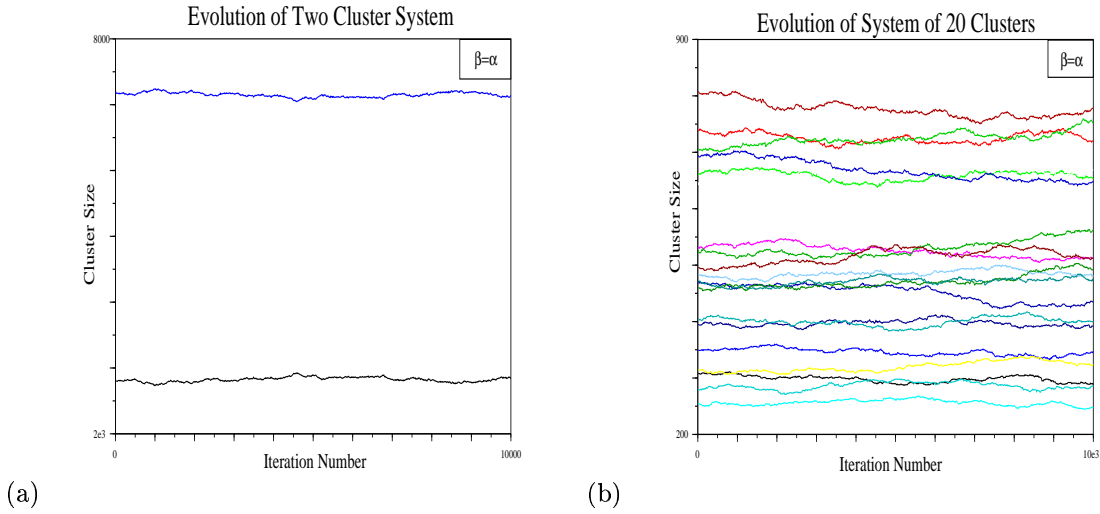 Evolution of Two Cluster System
8000
β=α
Cluster Size
2e3
0
10000
Iteration Number
(a)
Evolution of System of 20 Clusters
900
β=α
Cluster Size
200
0
10e3
Iteration Number
(b)